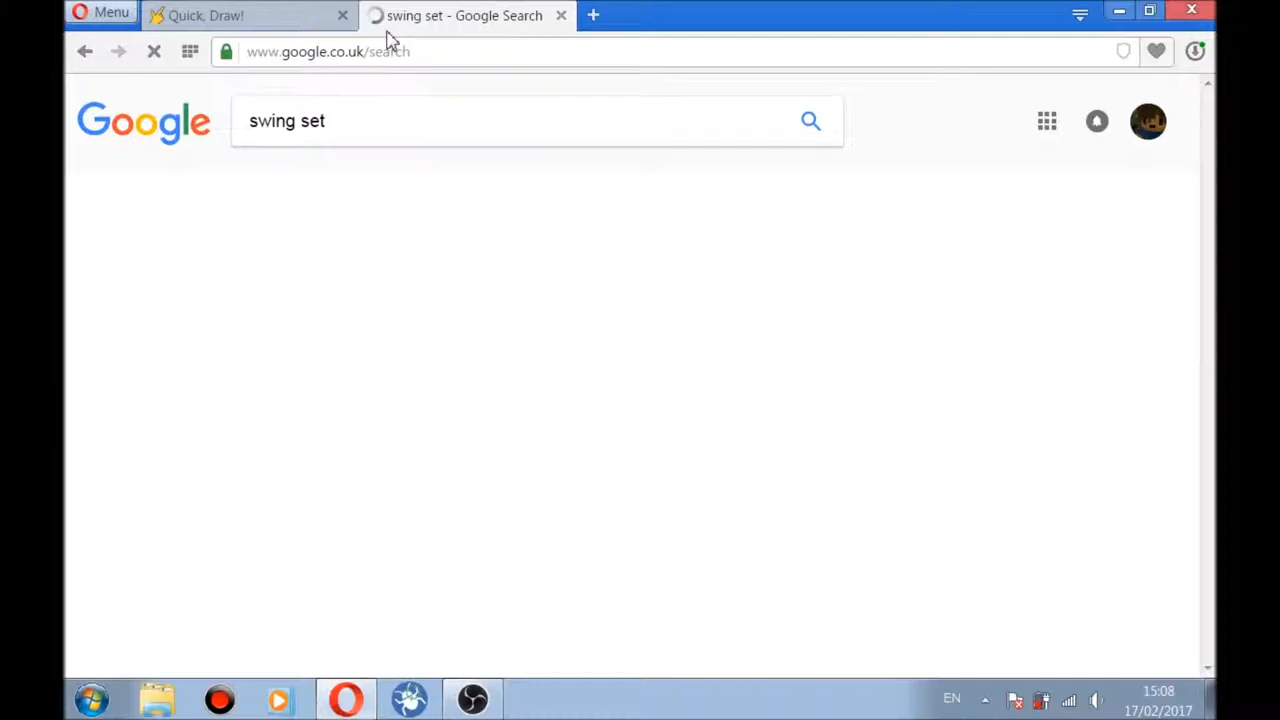 Menu
Quick, Draw!
swing set - Google Search
www.google.co.uk/search
Google
swing set
EN
15:08
17/02/2017